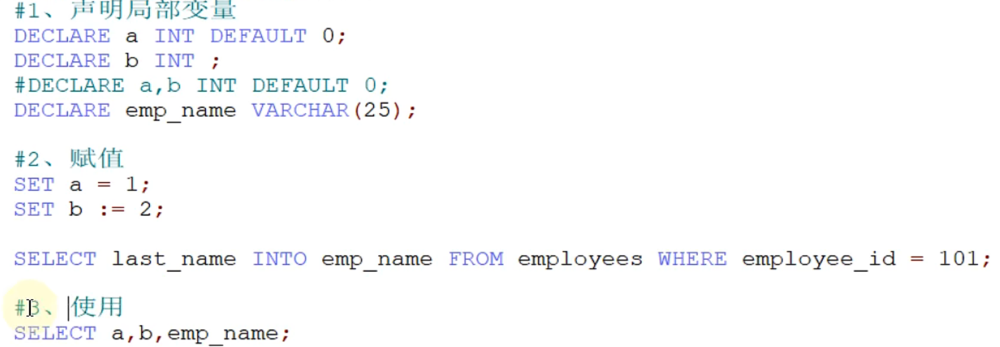 #1、声明局部变量
DECLARE a INT DEFAULT 0;
DECLARE b INT ;
#DECLARE a,b INT DEFAULT 0;
DECLARE emp_name VARCHAR(25);
#2、赋值
SET a = 1;
SET b := 2;
SELECT last_name INTO emp_name FROM employees WHERE employee_id = 101;
#3、使用
SELECT a,b,emp_name;